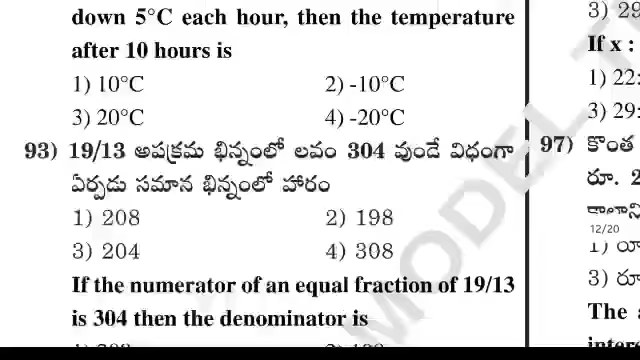 down 5°C each hour, then the temperature
after 10 hours is
1) 10°C 2) -10°C
3) 20°C 4) -20°C
93) 19/13 అపక్రమ భిన్నంలో లవం 304 వుండే విధంగా
ఏర్పడు సమాన భిన్నంలో హారం
1) 208 2) 198
3) 204 4) 308
If the numerator of an equal fraction of 19/13
is 304 then the denominator is
3) 29
If x :
1) 22:
3) 29:
97) కొంత
రూ. 2
12/20
1)
3) రూ
The
MODEL